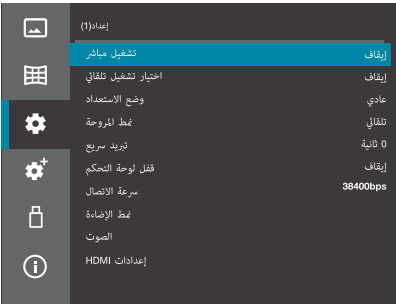 إعداد(1)
تشغيل مباشر إيقاف
اختيار تشغيل تلقائي إيقاف
وضع الاستعداد عادي
نمط المروحة تلقائي
تبريد سريع 0 ثانية
قفل لوحة التحكم إيقاف
سرعة الاتصال 38400bps
نمط الإضاءة
الصوت
إعدادات HDMI